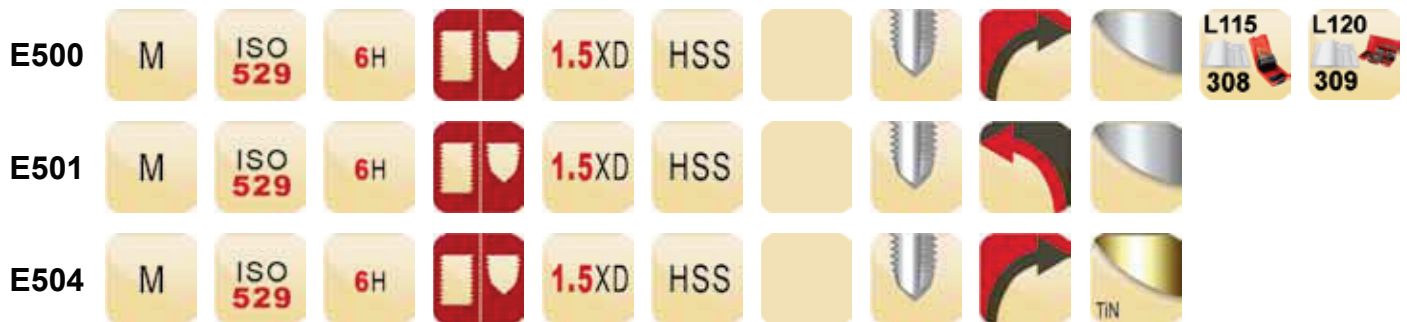 E500 M ISO 529 6H 1.5XD HSS L115 308 L120 309
E501 M ISO 529 6H 1.5XD HSS
E504 M ISO 529 6H 1.5XD HSS TiN